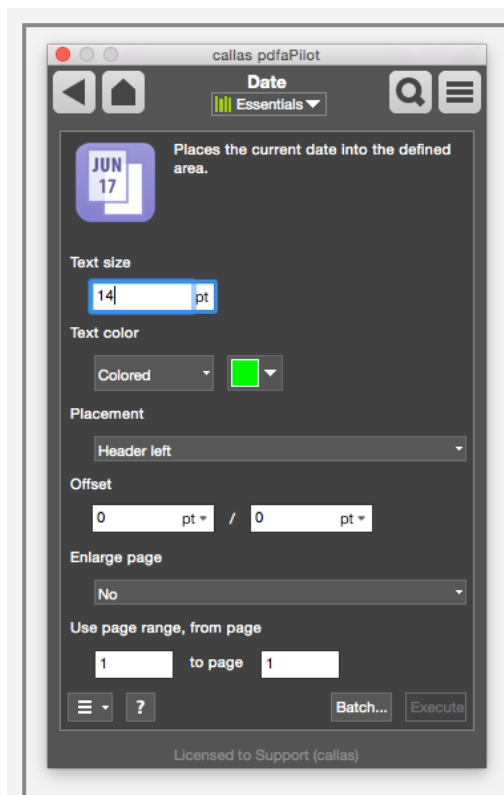 callas pdfaPilot
Date
Essentials
JUN
17
Places the current date into the defined
area.
Text size
14 pt
Text color
Colored
Placement
Header left
Offset
0 pt / 0 pt
Enlarge page
No
Use page range, from page
1 to page 1
? Batch... Execute
Licensed to Support (callas)